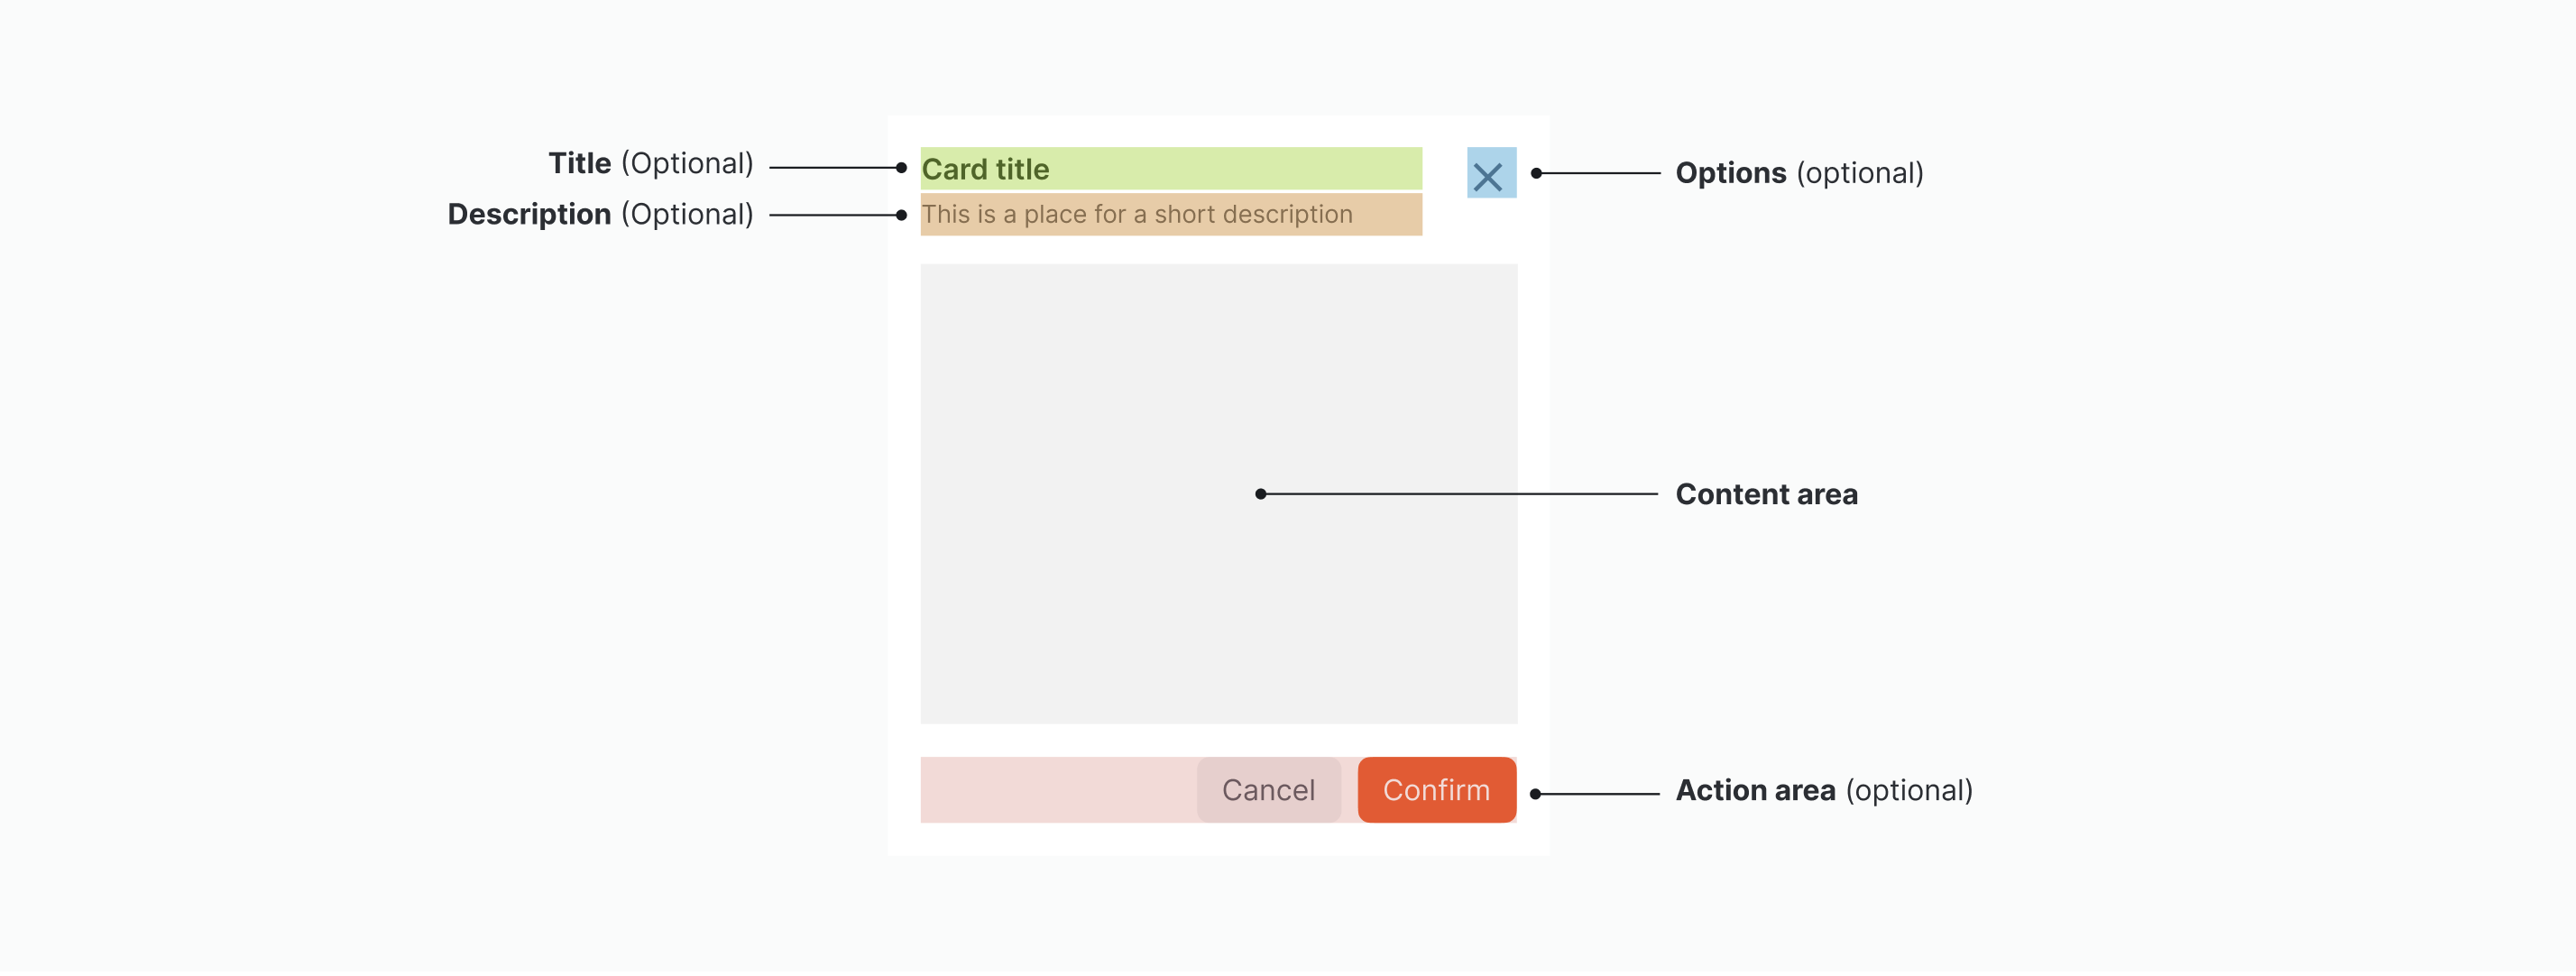 Title (Optional)
Card title
Options (optional)
Description (Optional)
This is a place for a short description
Content area
Cancel
Confirm
Action area (optional)